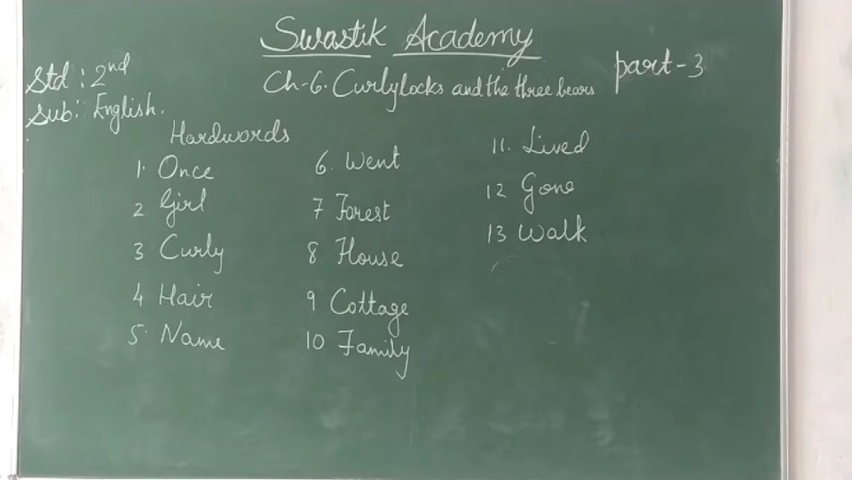 Swastik Academy
Std : 2nd
Ch-6. Curlylocks and the three bears
part-3
Sub: English.
Hardwords
1. Once
2 Girl
3 Curly
4 Hair
5. Name
6. Went
7 Forest
8 House
9 Cottage
10 Family
11. Lived
12 Gone
13 Walk